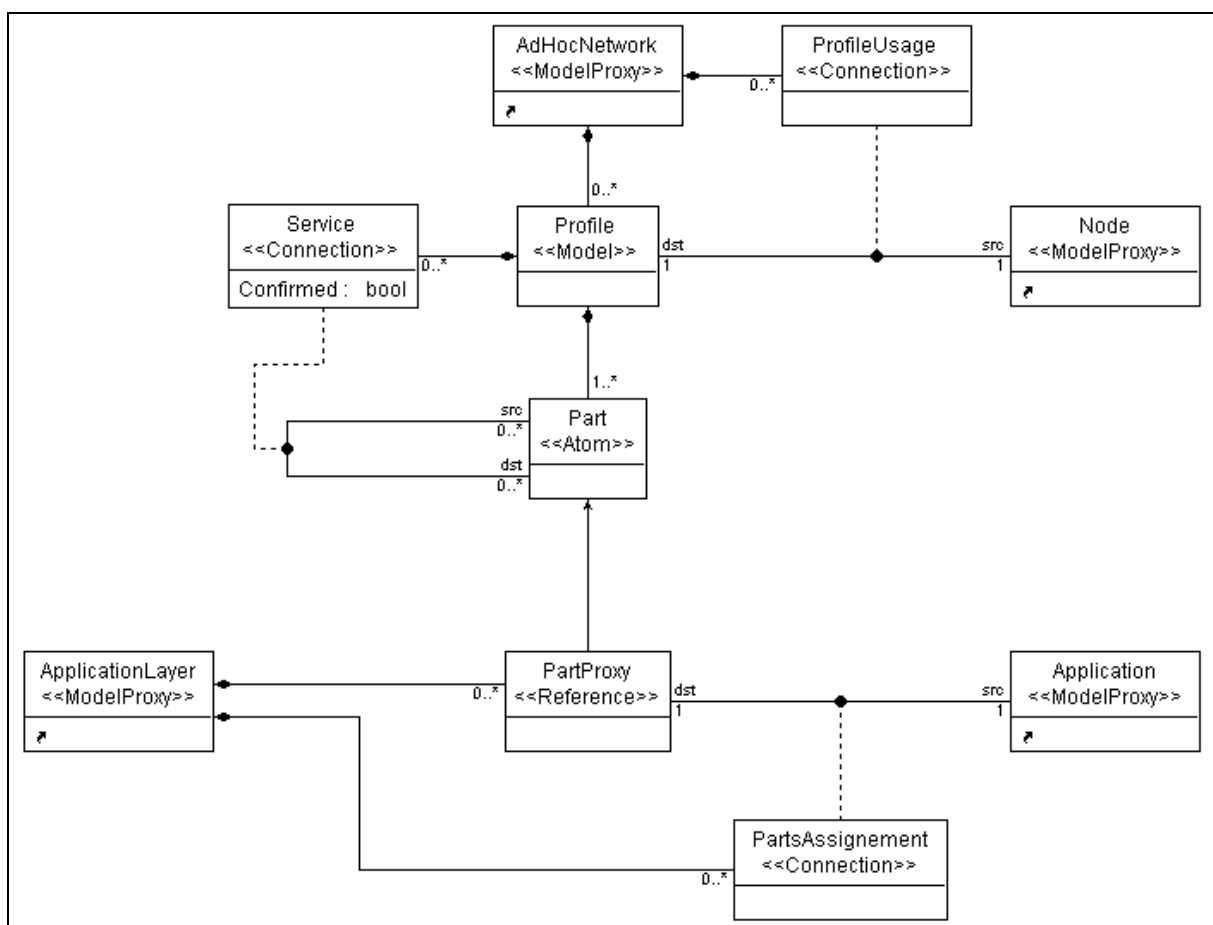 AdHocNetwork
<<ModelProxy>>
ProfileUsage
<<Connection>>
0..*
0..*
Service
<<Connection>>
Confirmed : bool
0..*
Profile
<<Model>>
dst
1
src
1
Node
<<ModelProxy>>
1..*
src
0..*
dst
0..*
Part
<<Atom>>
ApplicationLayer
<<ModelProxy>>
0..*
PartProxy
<<Reference>>
dst
1
src
1
Application
<<ModelProxy>>
PartsAssignement
<<Connection>>
0..*